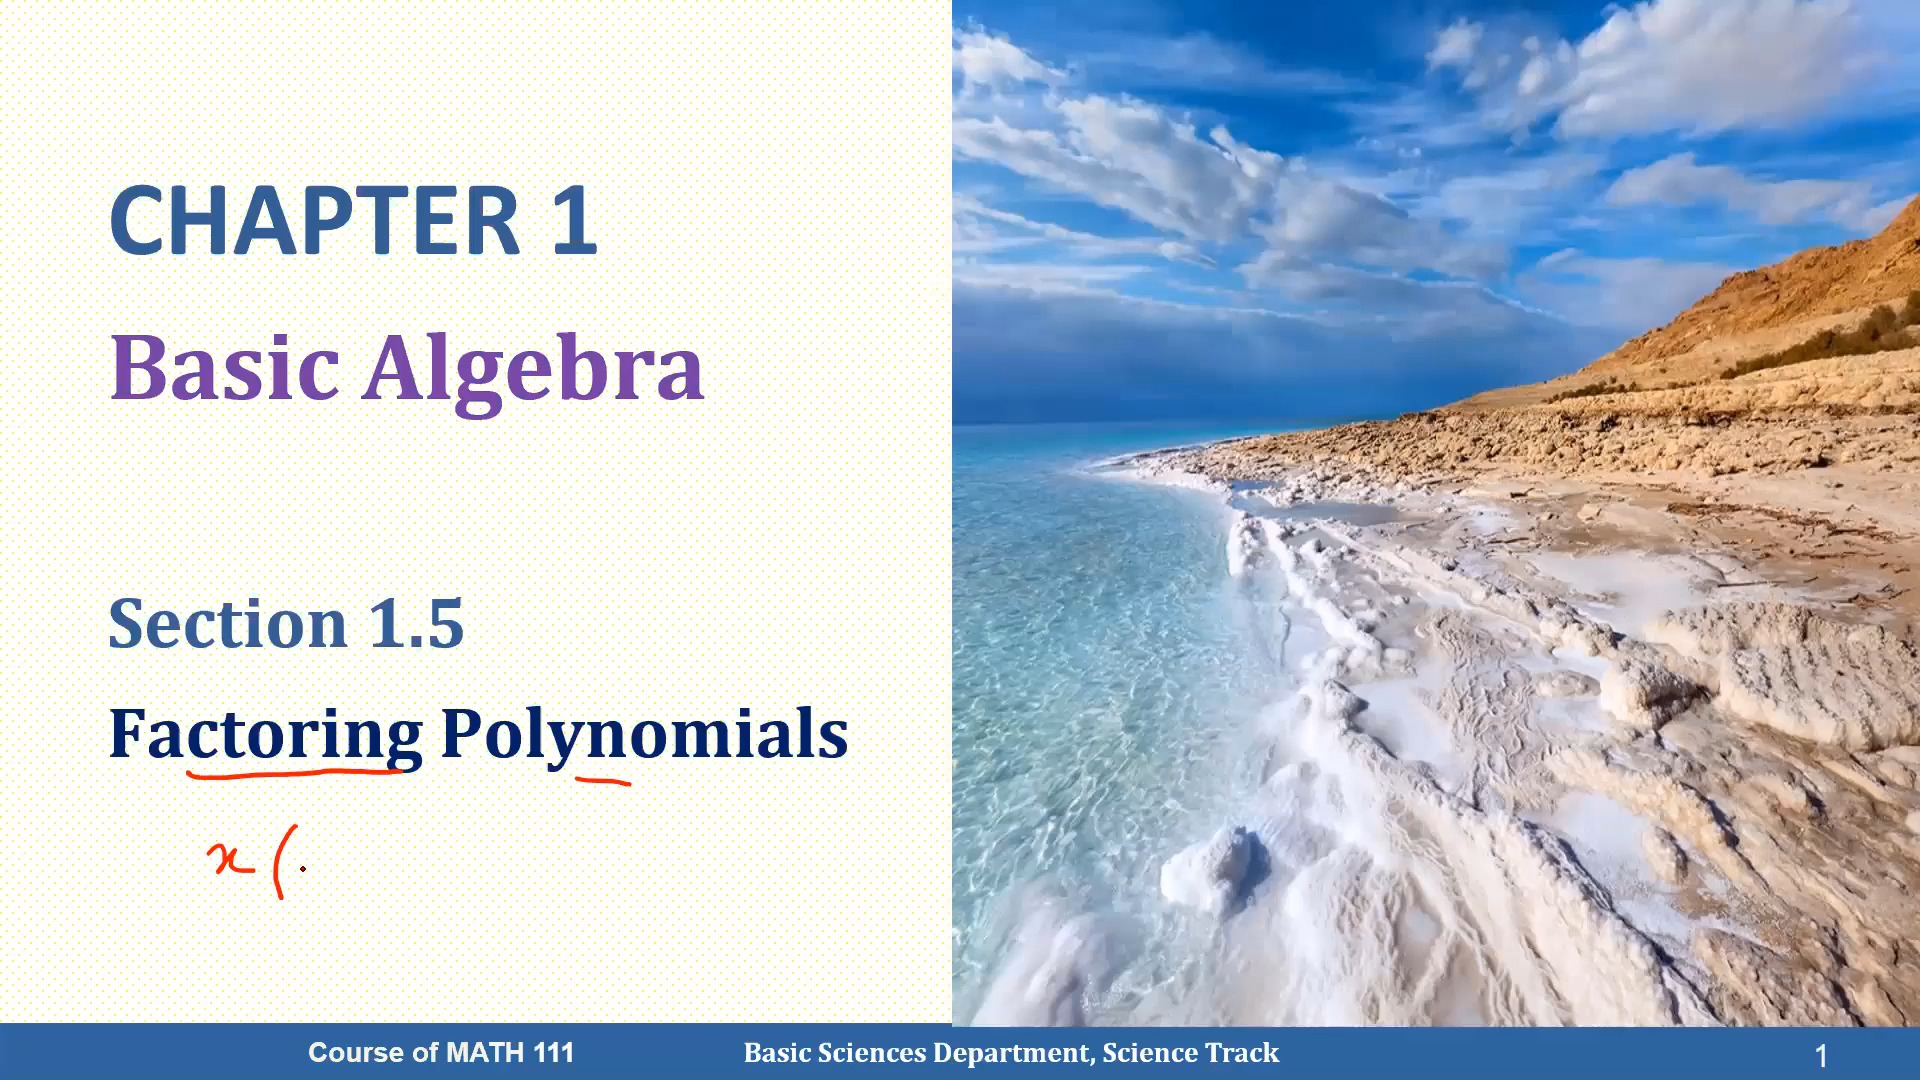 CHAPTER 1
Basic Algebra
Section 1.5
Factoring Polynomials
x (
Course of MATH 111
Basic Sciences Department, Science Track
1